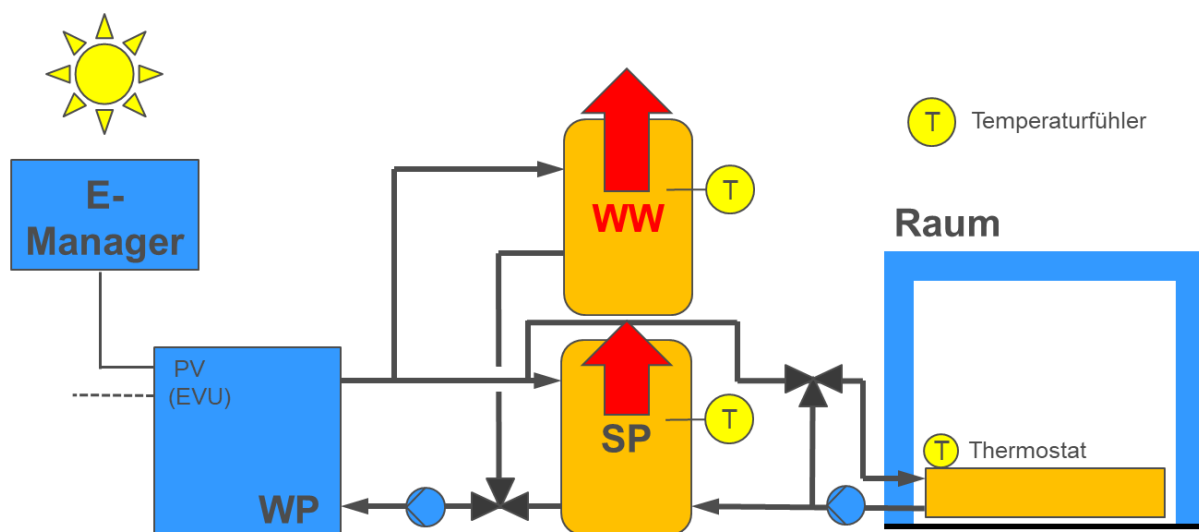 T
Temperaturfühler
E-
Manager
WW
T
Raum
PV
(EVU)
T
SP
T
Thermostat
WP